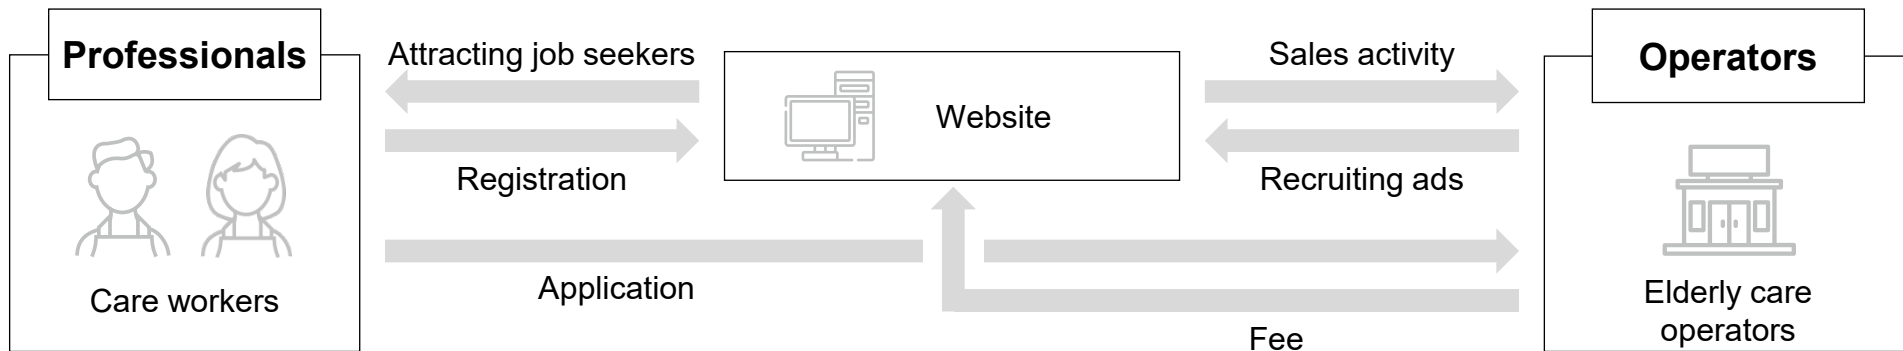 Professionals
Attracting job seekers
Sales activity
Operators
Website
Registration
Recruiting ads
Care workers
Application
Elderly care
operators
Fee